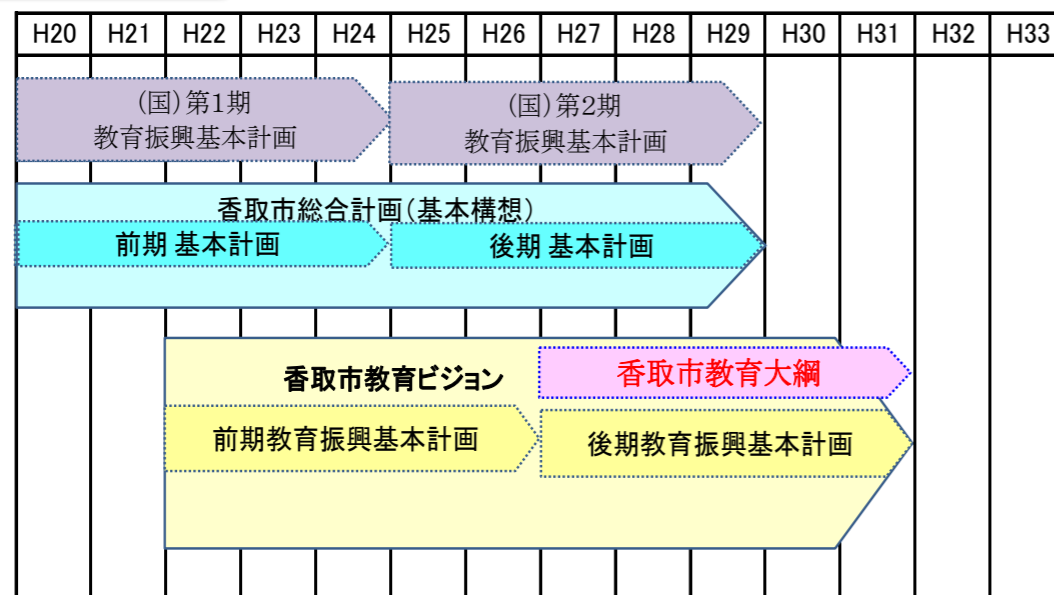 H20 H21 H22 H23 H24 H25 H26 H27 H28 H29 H30 H31 H32 H33
(国)第1期
教育振興基本計画
(国)第2期
教育振興基本計画
香取市総合計画(基本構想)
前期 基本計画
後期 基本計画
香取市教育ビジョン
香取市教育大綱
前期教育振興基本計画
後期教育振興基本計画